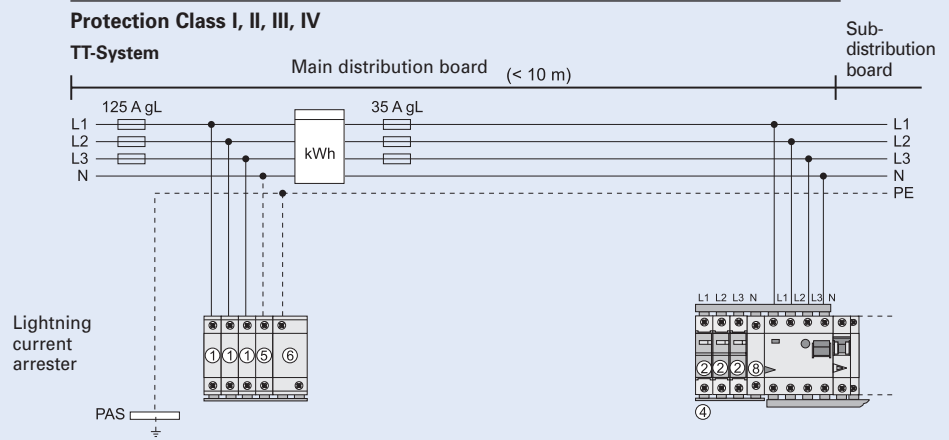 Protection Class I, II, III, IV
TT-System
Main distribution board (< 10 m)
Sub-
distribution
board
125 A gL
35 A gL
L1
L2
L3
N
kWh
L1
L2
L3
N
PE
L1 L2 L3 N L1 L2 L3 N
Lightning
current
arrester
① ① ① ⑤ ⑥
② ② ② ⑧
④
PAS